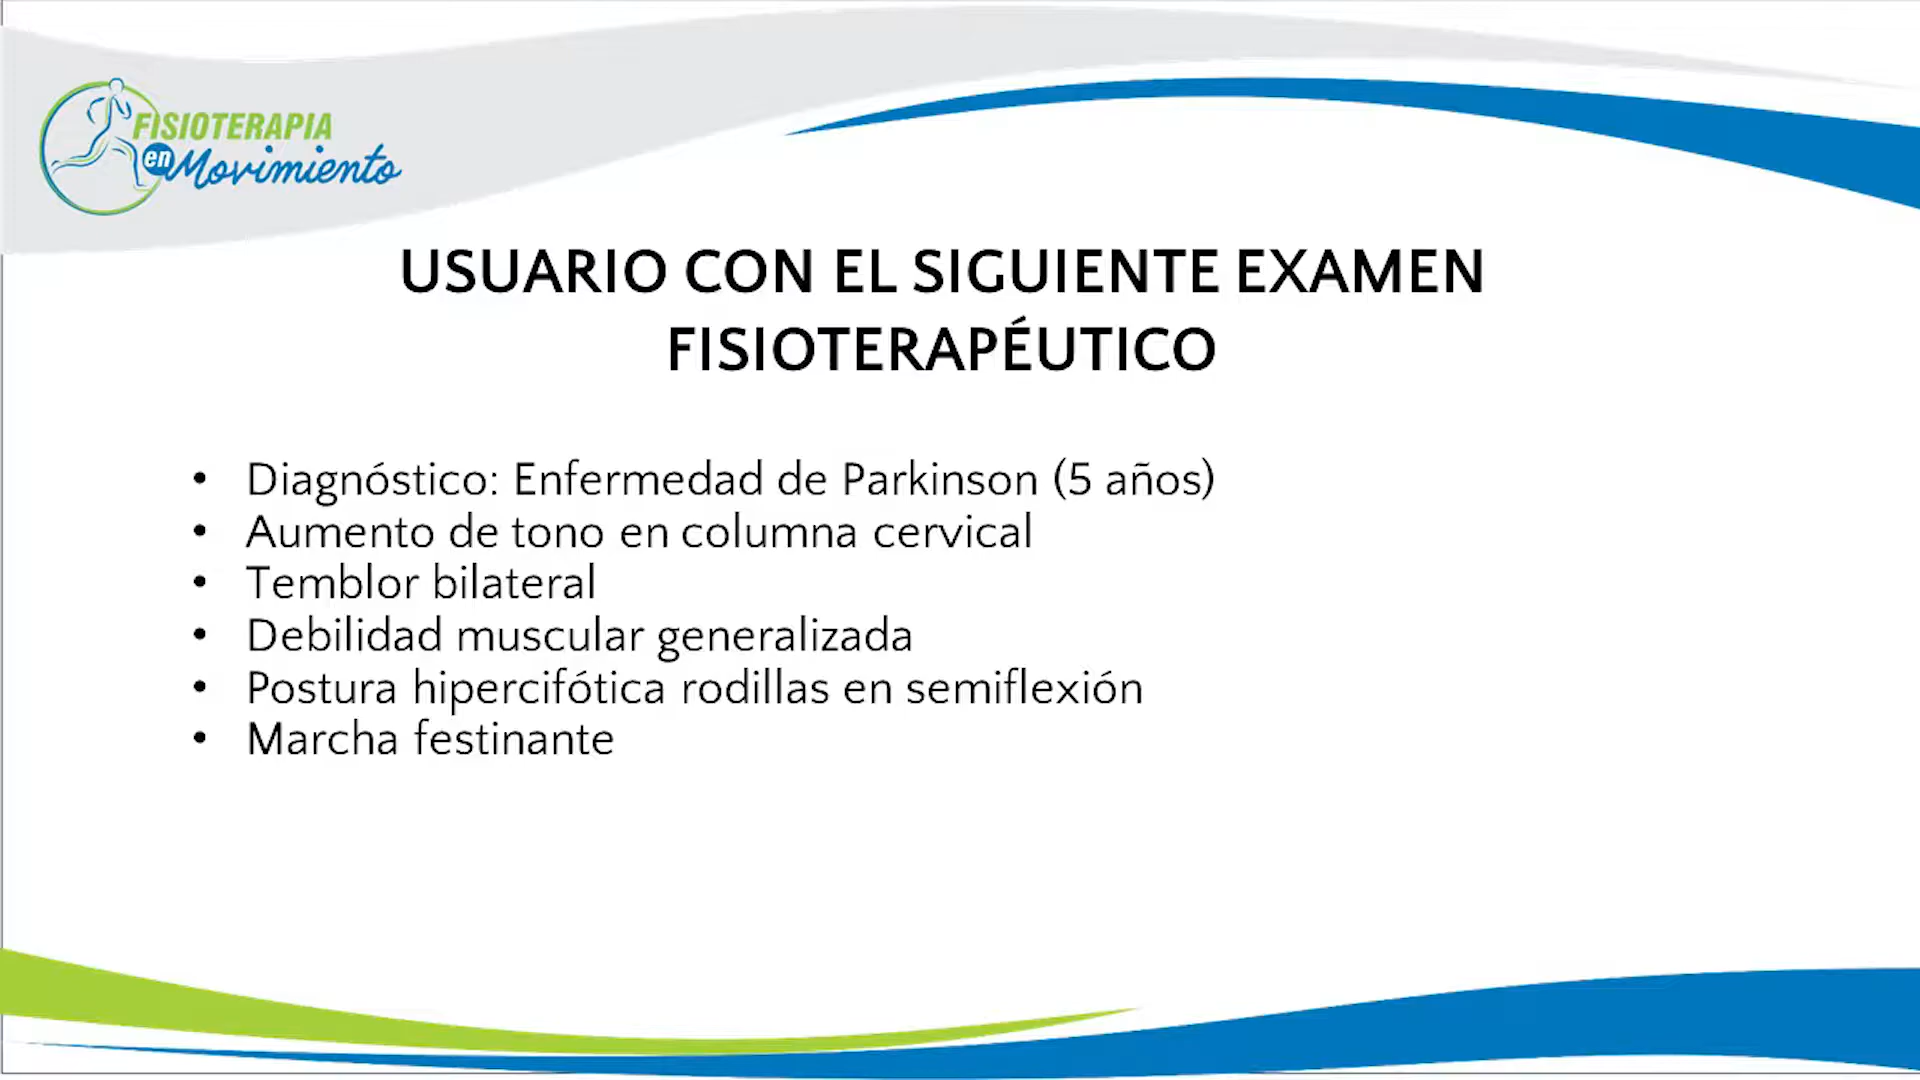 FISIOTERAPIA
en Movimiento
USUARIO CON EL SIGUIENTE EXAMEN
FISIOTERAPÉUTICO
• Diagnóstico: Enfermedad de Parkinson (5 años)
• Aumento de tono en columna cervical
• Temblor bilateral
• Debilidad muscular generalizada
• Postura hipercifótica rodillas en semiflexión
• Marcha festinante